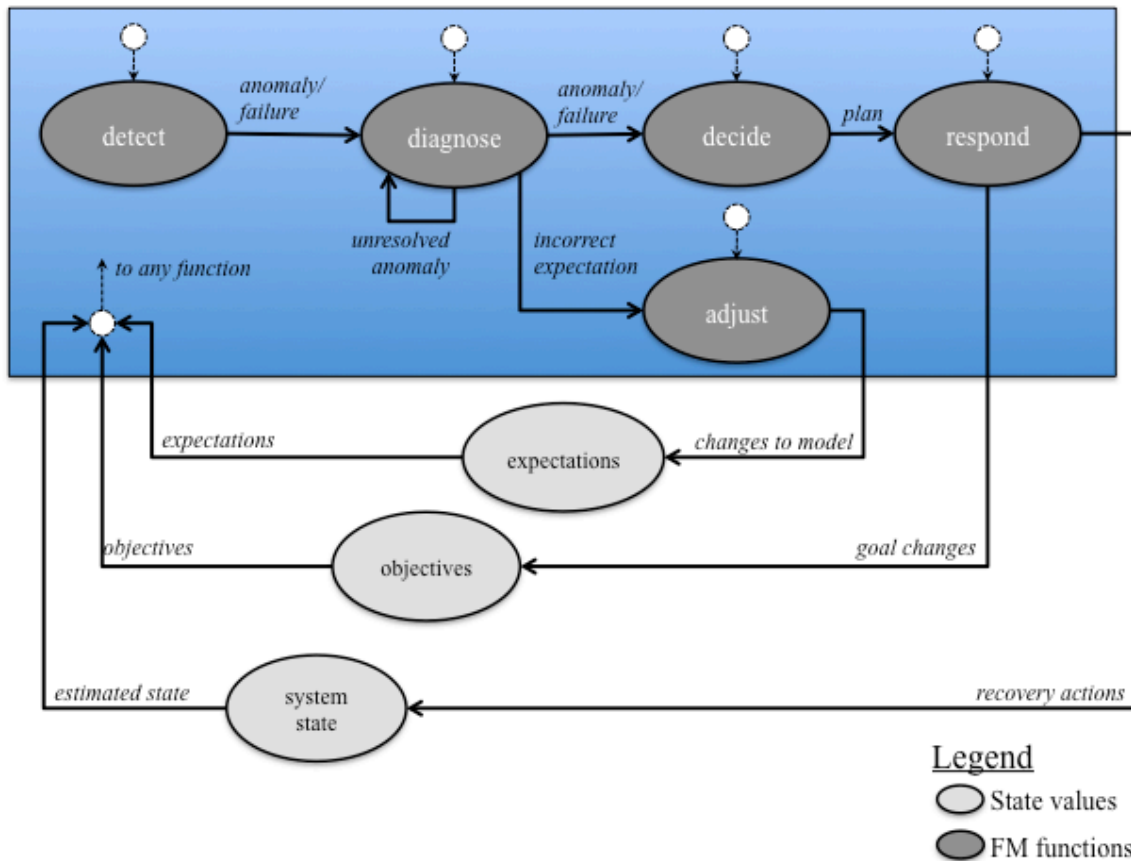 anomaly/
failure
anomaly/
failure
plan
detect
diagnose
decide
respond
unresolved
anomaly
incorrect
expectation
to any function
adjust
expectations
expectations
changes to model
objectives
objectives
goal changes
estimated state
system
state
recovery actions
Legend
State values
FM functions